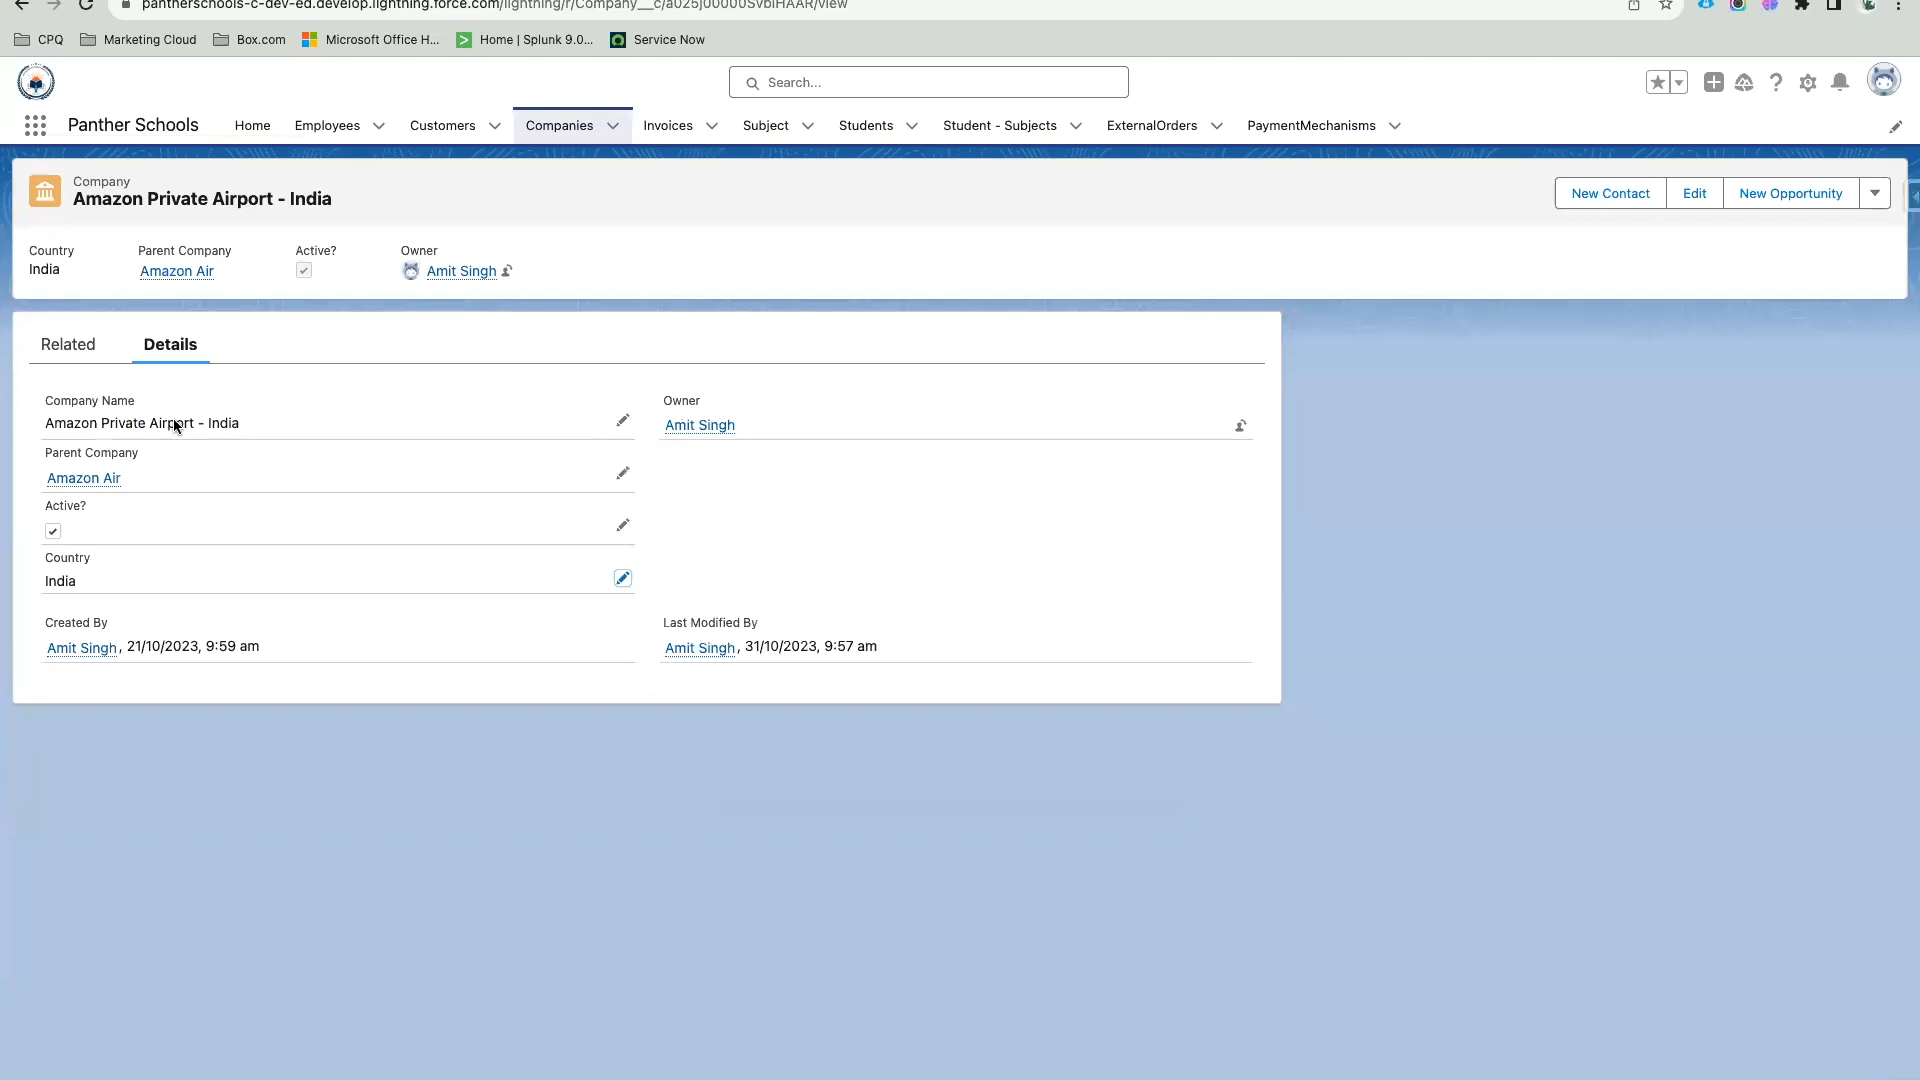 pantherschools-c-dev-ed.develop.lightning.force.com/lightning/r/Company__c/a025j00000SVbIHAAR/view
CPQ Marketing Cloud Box.com Microsoft Office H... Home | Splunk 9.0... Service Now
Search...
Panther Schools Home Employees Customers Companies Invoices Subject Students Student - Subjects ExternalOrders PaymentMechanisms
Company
Amazon Private Airport - India
New Contact Edit New Opportunity
Country Parent Company Active? Owner
India Amazon Air Amit Singh
Related Details
Company Name Owner
Amazon Private Airport - India Amit Singh
Parent Company
Amazon Air
Active?
Country
India
Created By Last Modified By
Amit Singh, 21/10/2023, 9:59 am Amit Singh, 31/10/2023, 9:57 am